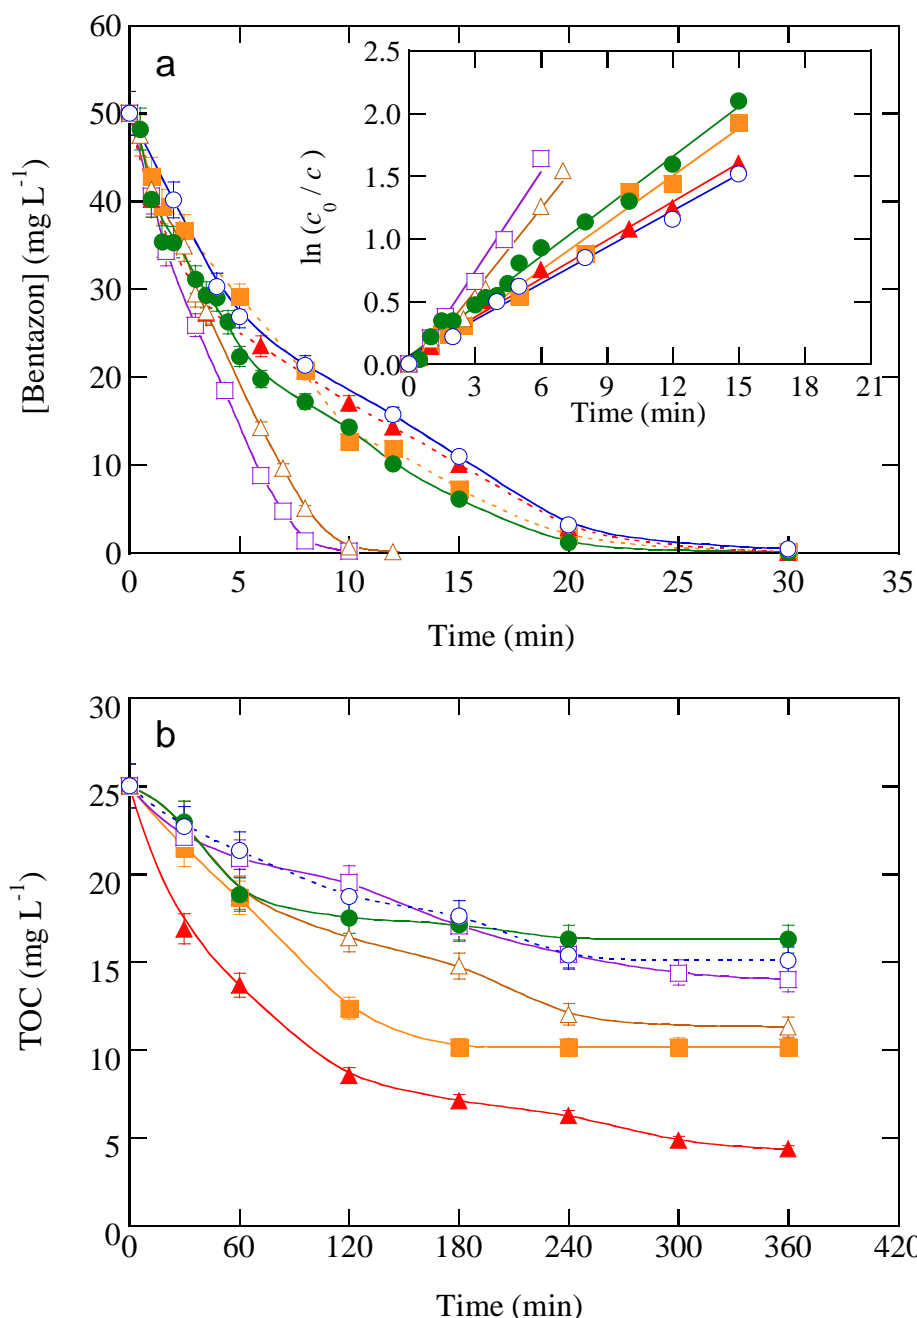 a
60
50
40
30
20
10
0
[Bentazon] (mg L⁻¹)
0 5 10 15 20 25 30 35
Time (min)
2.5
2.0
1.5
1.0
0.5
0.0
ln (c₀ / c)
0 3 6 9 12 15 18 21
Time (min)
b
30
25
20
15
10
5
0
TOC (mg L⁻¹)
0 60 120 180 240 300 360 420
Time (min)